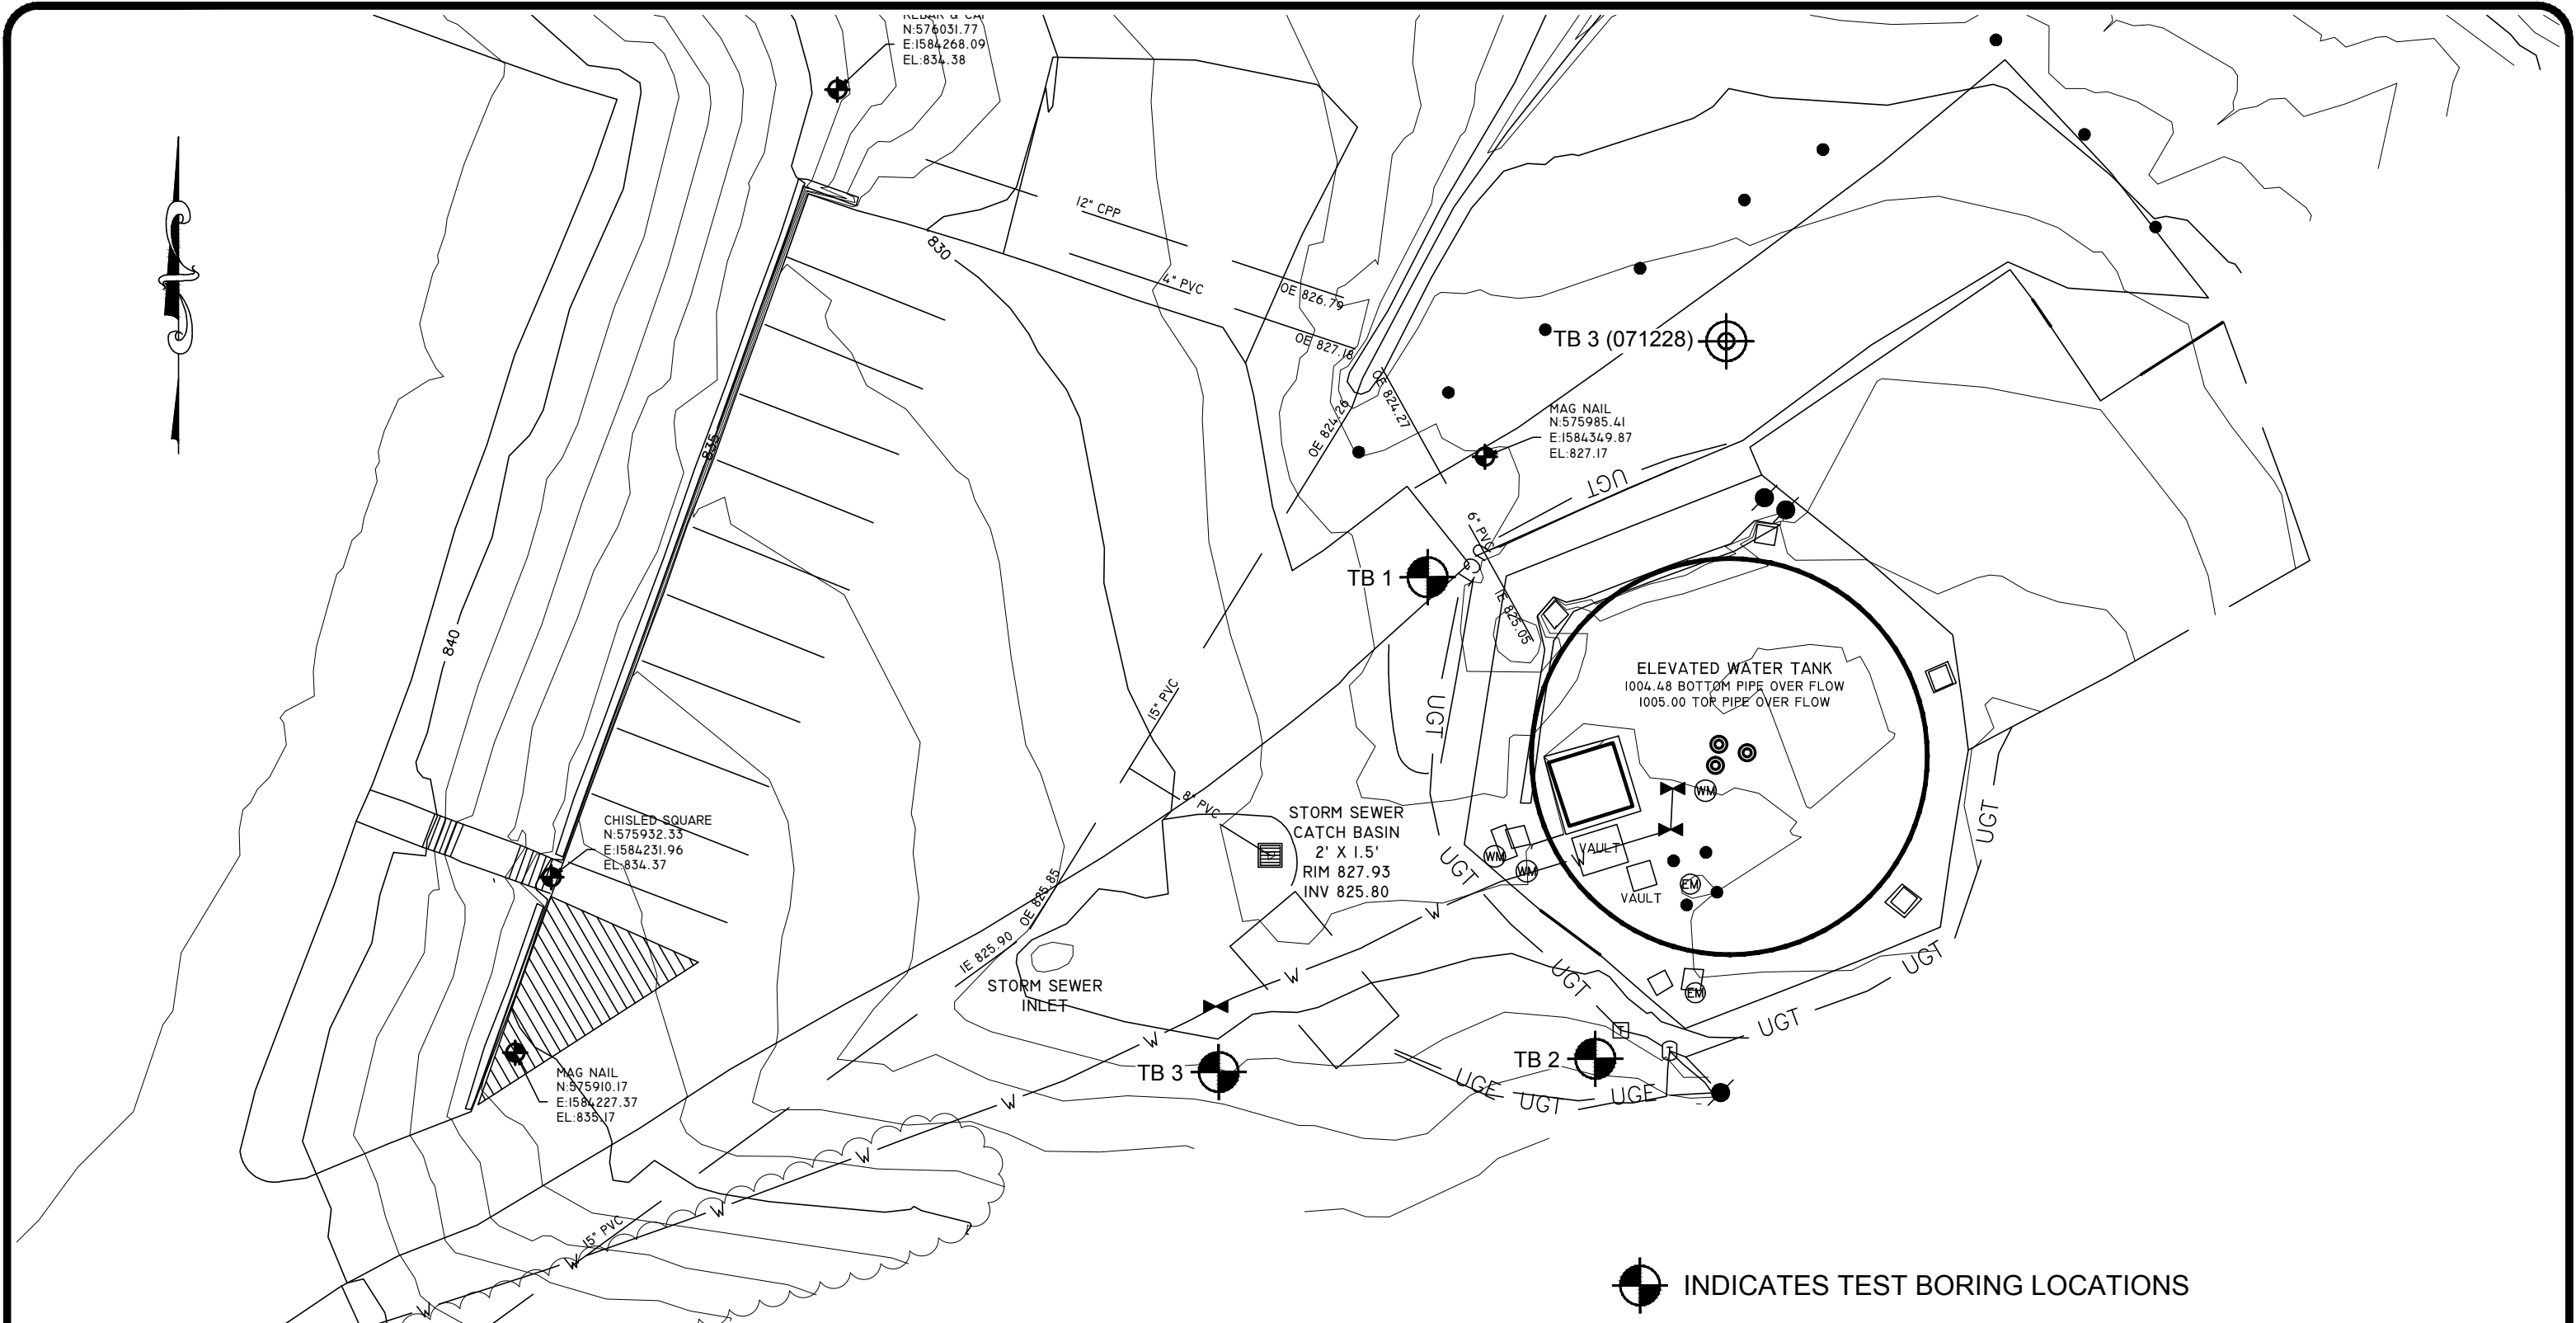 REBAR & CAP
N:576031.77
E:1584268.09
EL:834.38
12" CPP
830
4" PVC
OE 826.79
OE 827.18
TB 3 (071228)
OE 824.27
OE 824.26
MAG NAIL
N:575985.41
E:1584349.87
EL:827.17
835
UGT
6" PVC
TB 1
IE 825.05
840
ELEVATED WATER TANK
1004.48 BOTTOM PIPE OVER FLOW
1005.00 TOP PIPE OVER FLOW
15" PVC
UGT
8" PVC
WM
UGT
STORM SEWER
CATCH BASIN
2' X 1.5'
RIM 827.93
INV 825.80
CHISLED SQUARE
N:575932.33
E:1584231.96
EL:834.37
VAULT
W
WM
WM
UGT
EM
VAULT
OE 825.85
W
IE 825.90
UGT
W
UGT
STORM SEWER
INLET
EM
UGT
T
W
T
TB 2
TB 3
MAG NAIL
N:575910.17
E:1584227.37
EL:835.17
UGE
UGT
UGE
W
W
W
15" PVC
W
W
INDICATES TEST BORING LOCATIONS